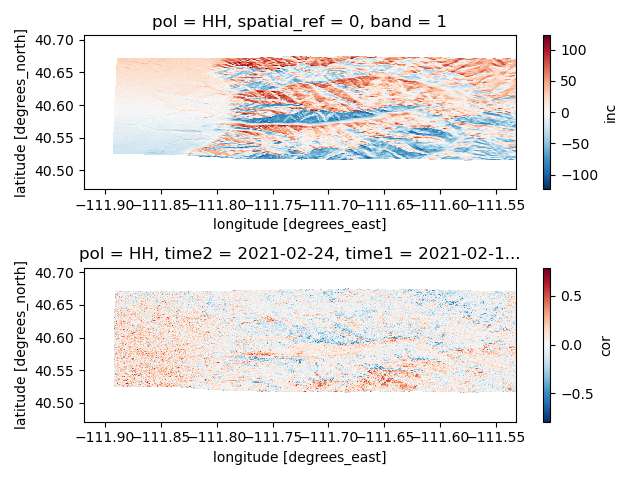 pol = HH, spatial_ref = 0, band = 1
40.70
40.65
40.60
40.55
40.50
latitude [degrees_north]
−111.90 −111.85 −111.80 −111.75 −111.70 −111.65 −111.60 −111.55
longitude [degrees_east]
100
50
0
−50
−100
inc
pol = HH, time2 = 2021-02-24, time1 = 2021-02-1...
40.70
40.65
40.60
40.55
40.50
latitude [degrees_north]
−111.90 −111.85 −111.80 −111.75 −111.70 −111.65 −111.60 −111.55
longitude [degrees_east]
0.5
0.0
−0.5
cor